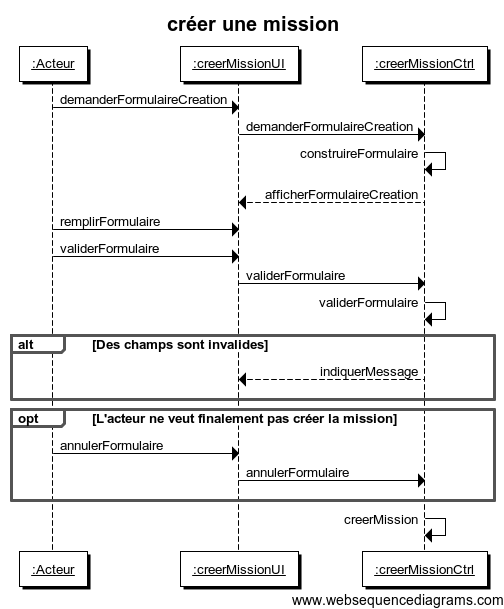 créer une mission
:Acteur :creerMissionUI :creerMissionCtrl
demanderFormulaireCreation
demanderFormulaireCreation
construireFormulaire
afficherFormulaireCreation
remplirFormulaire
validerFormulaire
validerFormulaire
validerFormulaire
alt [Des champs sont invalides]
indiquerMessage
opt [L'acteur ne veut finalement pas créer la mission]
annulerFormulaire
annulerFormulaire
creerMission
:Acteur :creerMissionUI :creerMissionCtrl
www.websequencediagrams.com